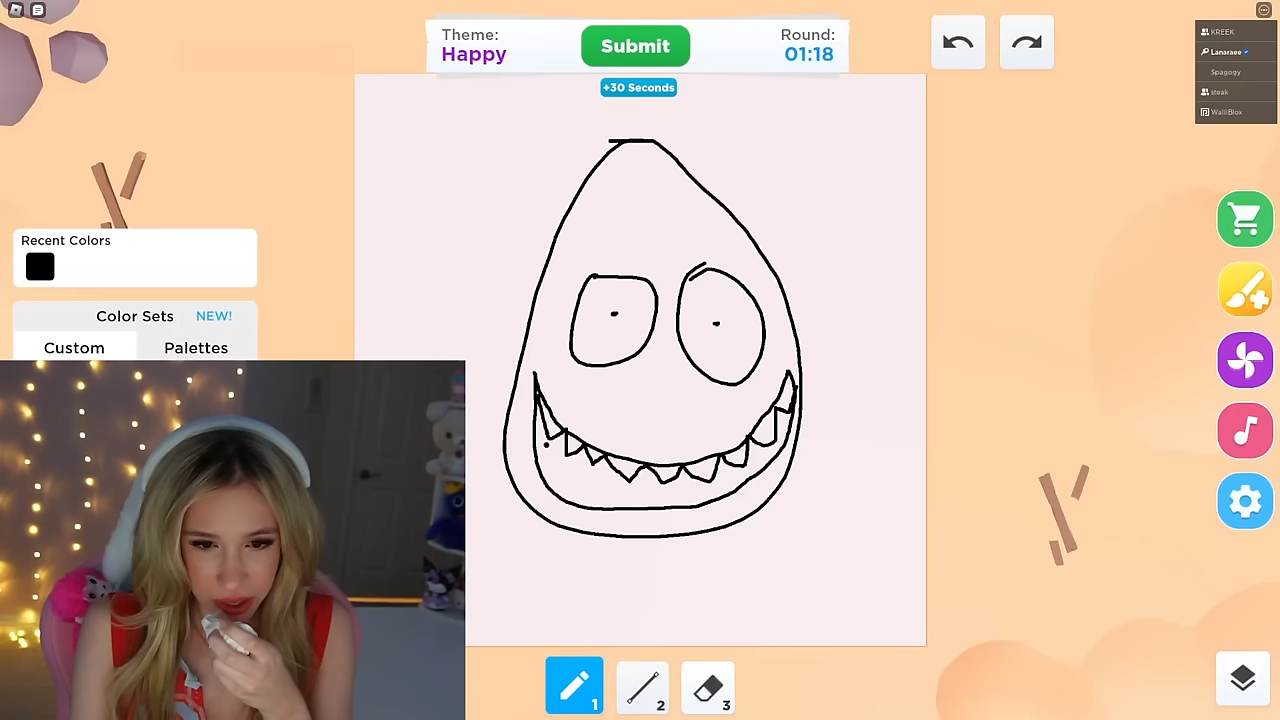 Theme:
Happy
Submit
Round:
01:18
+30 Seconds
KREEK
Lanaraee
Spagogy
steak
WalliBlox
Recent Colors
Color Sets NEW!
Custom Palettes
1
2
3